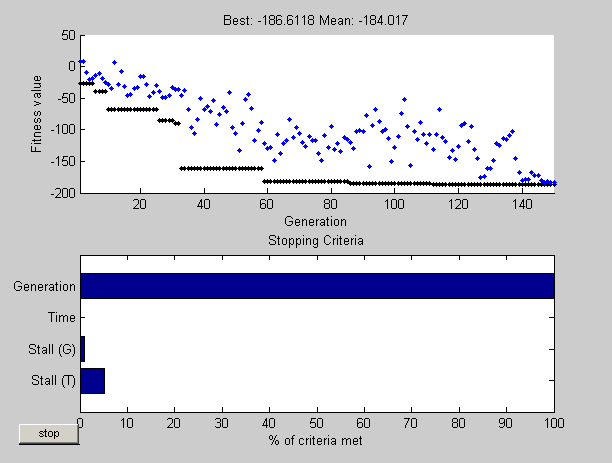 Best: -186.6118 Mean: -184.017
50
0
-50
-100
-150
-200
Fitness value
20 40 60 80 100 120 140
Generation
Stopping Criteria
Generation
Time
Stall (G)
Stall (T)
0 10 20 30 40 50 60 70 80 90 100
% of criteria met
stop